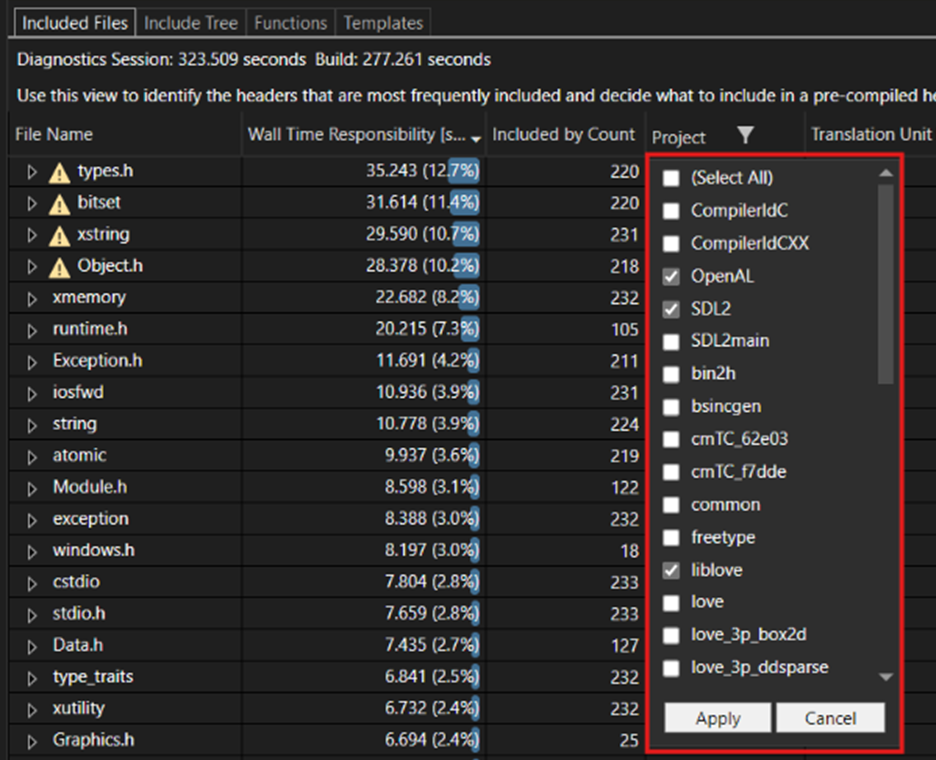 Included Files Include Tree Functions Templates
Diagnostics Session: 323.509 seconds Build: 277.261 seconds
Use this view to identify the headers that are most frequently included and decide what to include in a pre-compiled he
File Name Wall Time Responsibility [s... Included by Count Project Translation Unit
types.h 35.243 (12.7%) 220
bitset 31.614 (11.4%) 220
xstring 29.590 (10.7%) 231
Object.h 28.378 (10.2%) 218
xmemory 22.682 (8.2%) 232
runtime.h 20.215 (7.3%) 105
Exception.h 11.691 (4.2%) 211
iosfwd 10.936 (3.9%) 231
string 10.778 (3.9%) 224
atomic 9.937 (3.6%) 219
Module.h 8.598 (3.1%) 122
exception 8.388 (3.0%) 232
windows.h 8.197 (3.0%) 18
cstdio 7.804 (2.8%) 233
stdio.h 7.659 (2.8%) 233
Data.h 7.435 (2.7%) 127
type_traits 6.841 (2.5%) 232
xutility 6.732 (2.4%) 232
Graphics.h 6.694 (2.4%) 25
(Select All)
CompilerIdC
CompilerIdCXX
OpenAL
SDL2
SDL2main
bin2h
bsincgen
cmTC_62e03
cmTC_f7dde
common
freetype
liblove
love
love_3p_box2d
love_3p_ddsparse
Apply Cancel